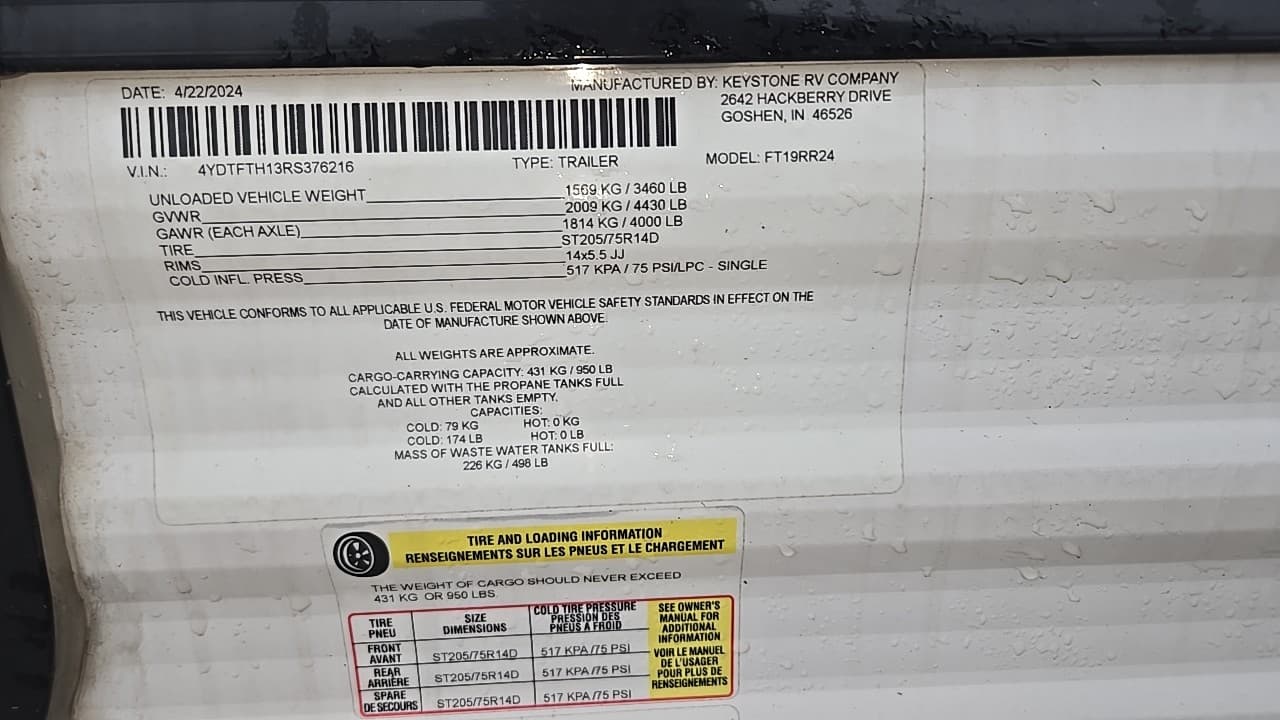 DATE: 4/22/2024
MANUFACTURED BY: KEYSTONE RV COMPANY
2642 HACKBERRY DRIVE
GOSHEN, IN 46526
V.I.N.: 4YDTFTH13RS376216 TYPE: TRAILER MODEL: FT19RR24
UNLOADED VEHICLE WEIGHT 1569 KG / 3460 LB
GVWR 2009 KG / 4430 LB
GAWR (EACH AXLE) 1814 KG / 4000 LB
TIRE ST205/75R14D
RIMS 14x5.5 JJ
COLD INFL. PRESS 517 KPA / 75 PSI/LPC - SINGLE
THIS VEHICLE CONFORMS TO ALL APPLICABLE U.S. FEDERAL MOTOR VEHICLE SAFETY STANDARDS IN EFFECT ON THE
DATE OF MANUFACTURE SHOWN ABOVE.
ALL WEIGHTS ARE APPROXIMATE.
CARGO-CARRYING CAPACITY: 431 KG / 950 LB
CALCULATED WITH THE PROPANE TANKS FULL
AND ALL OTHER TANKS EMPTY.
CAPACITIES:
COLD: 79 KG HOT: 0 KG
COLD: 174 LB HOT: 0 LB
MASS OF WASTE WATER TANKS FULL:
226 KG / 498 LB
TIRE AND LOADING INFORMATION
RENSEIGNEMENTS SUR LES PNEUS ET LE CHARGEMENT
THE WEIGHT OF CARGO SHOULD NEVER EXCEED
431 KG OR 950 LBS.
TIRE
PNEU
SIZE
DIMENSIONS
COLD TIRE PRESSURE
PRESSION DES
PNEUS A FROID
FRONT
AVANT
ST205/75R14D
517 KPA /75 PSI
REAR
ARRIÈRE
ST205/75R14D
517 KPA /75 PSI
SPARE
DE SECOURS
ST205/75R14D
517 KPA /75 PSI
SEE OWNER'S
MANUAL FOR
ADDITIONAL
INFORMATION
VOIR LE MANUEL
DE L'USAGER
POUR PLUS DE
RENSEIGNEMENTS